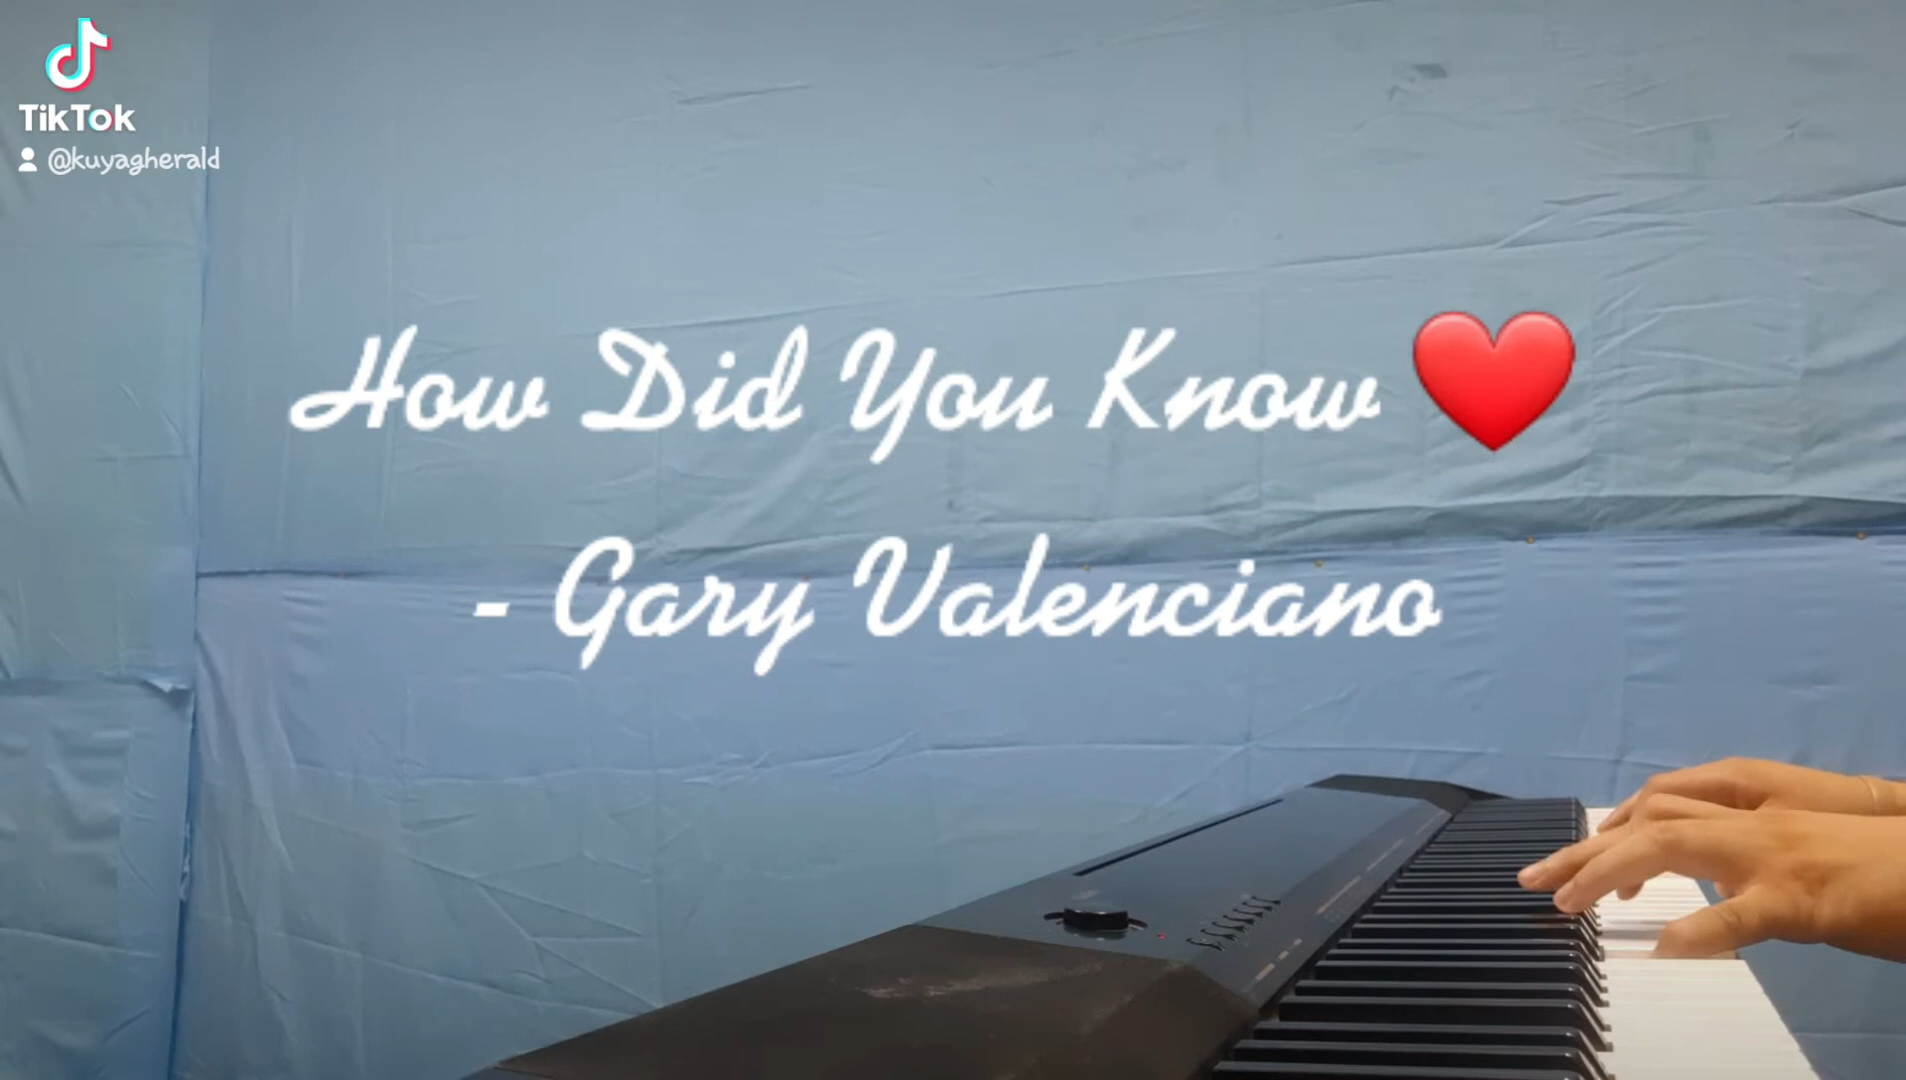 TikTok
@kuyagherald
How Did You Know ❤️
- Gary Valenciano